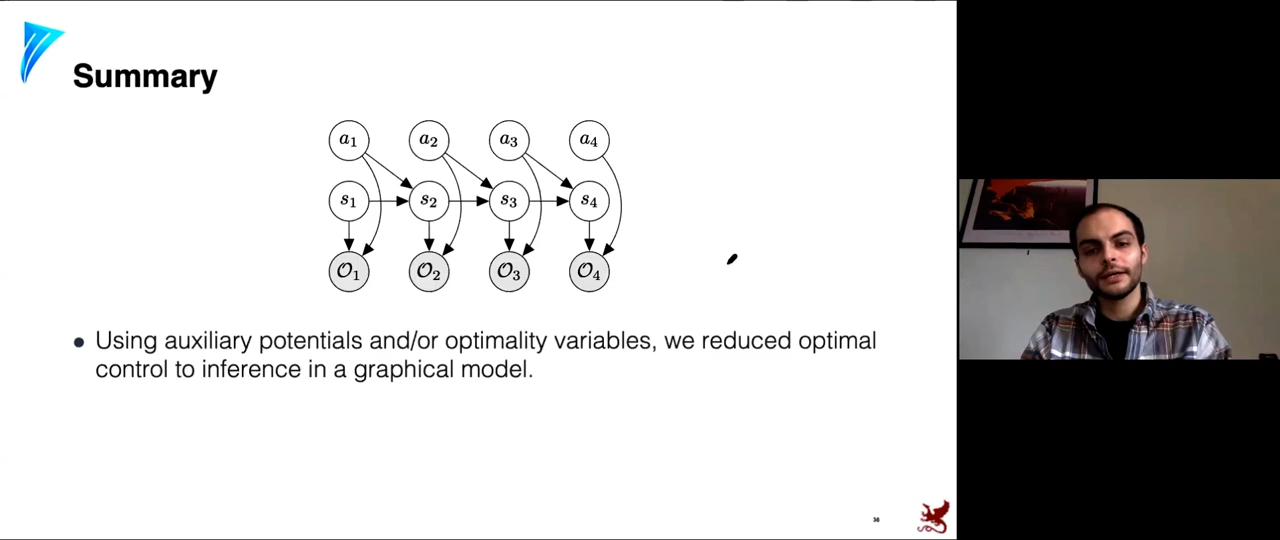 Summary
a1 a2 a3 a4
s1 s2 s3 s4
𝒪1 𝒪2 𝒪3 𝒪4
• Using auxiliary potentials and/or optimality variables, we reduced optimal
control to inference in a graphical model.
36